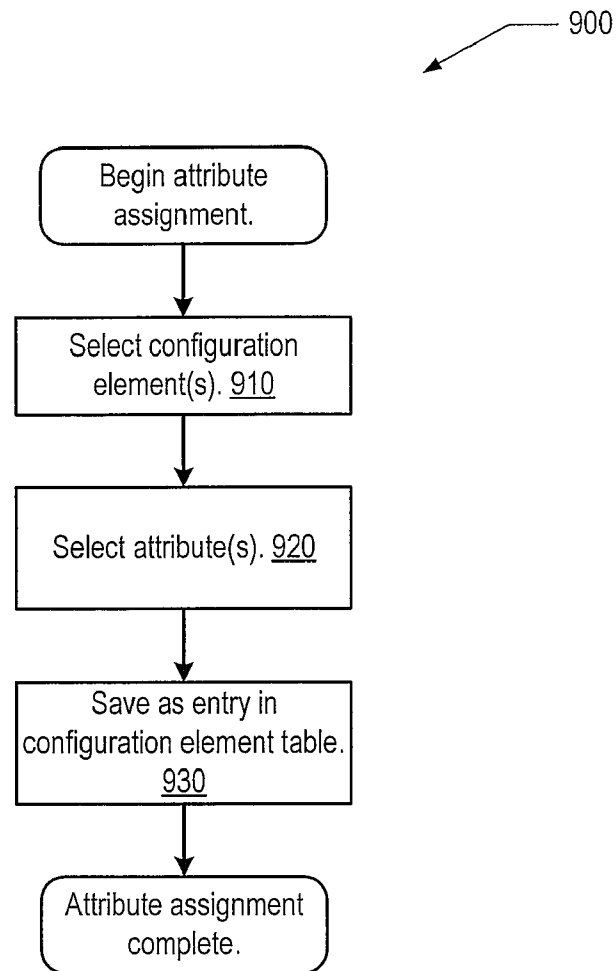 900
Begin attribute
assignment.
Select configuration
element(s). 910
Select attribute(s). 920
Save as entry in
configuration element table.
930
Attribute assignment
complete.